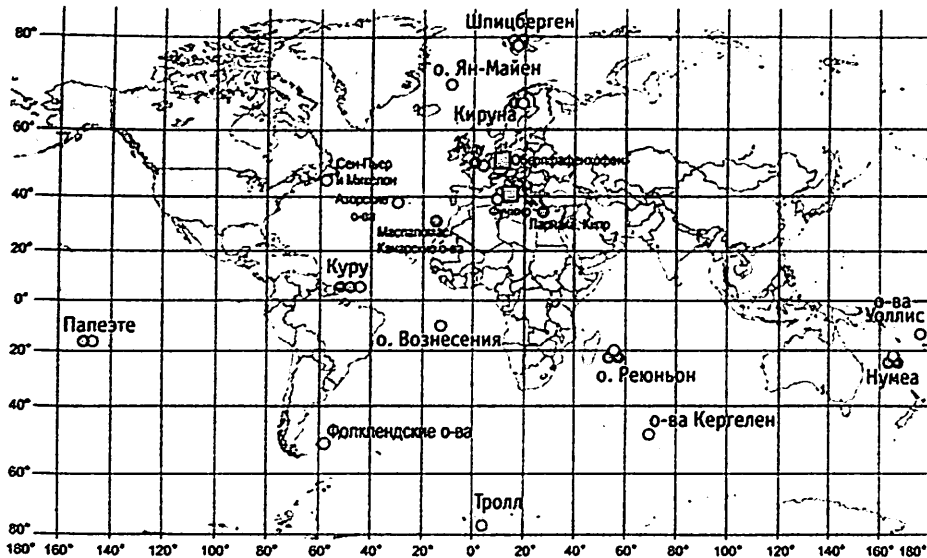 Шпицберген
80°
о. Ян-Майен
Кируна
60°
Сен-Пьер
и Микелон
Оберпфаффенхофен
40°
Азорские
о-ва
Фучино
Ларнака, Кипр
Маспаломас
Канарские о-ва
20°
Куру
0°
о-ва
Уоллис
Папеэте
о. Вознесения
20°
о. Реюньон
Нумеа
40°
о-ва Кергелен
Фолклендские о-ва
60°
Тролл
80°
180° 160° 140° 120° 100° 80° 60° 40° 20° 0° 20° 40° 60° 80° 100° 120° 140° 160° 180°